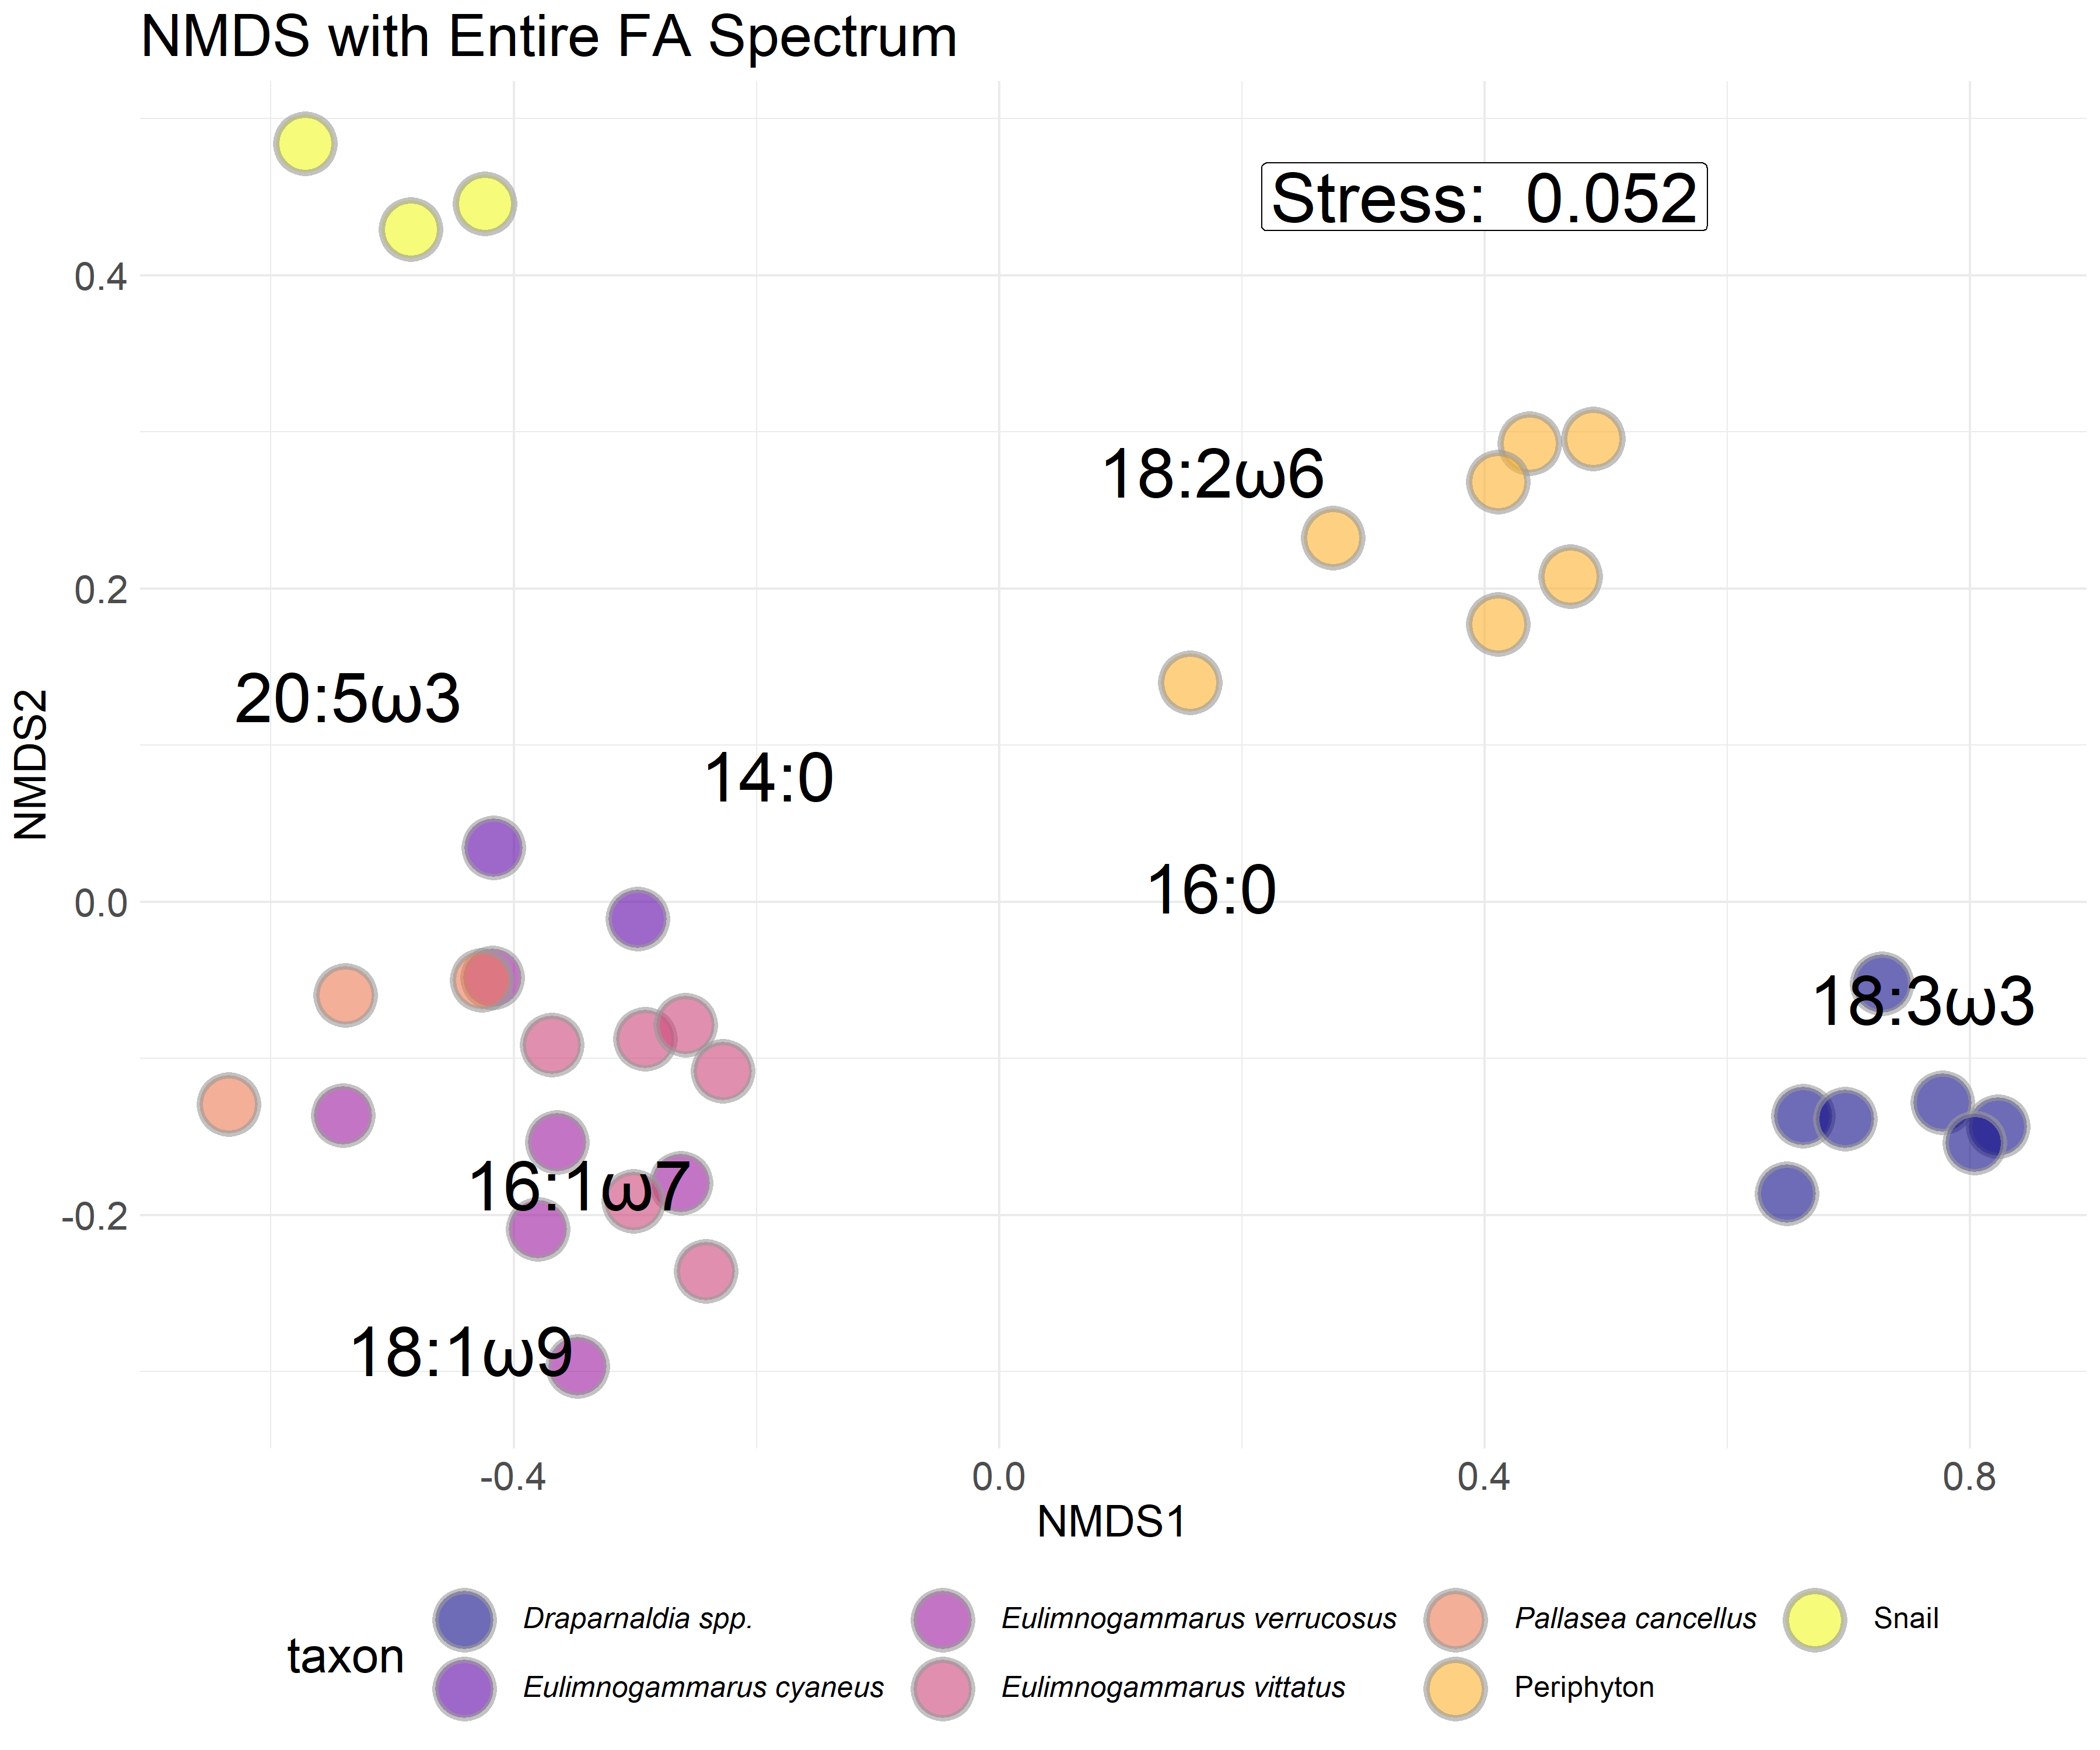 NMDS with Entire FA Spectrum
Stress:  0.052
0.4
18:2ω6
0.2
20:5ω3
NMDS2
14:0
16:0
0.0
18:3ω3
16:1ω7
-0.2
18:1ω9
-0.4 0.0 0.4 0.8
NMDS1
taxon
Draparnaldia spp. Eulimnogammarus verrucosus Pallasea cancellus Snail
Eulimnogammarus cyaneus Eulimnogammarus vittatus Periphyton